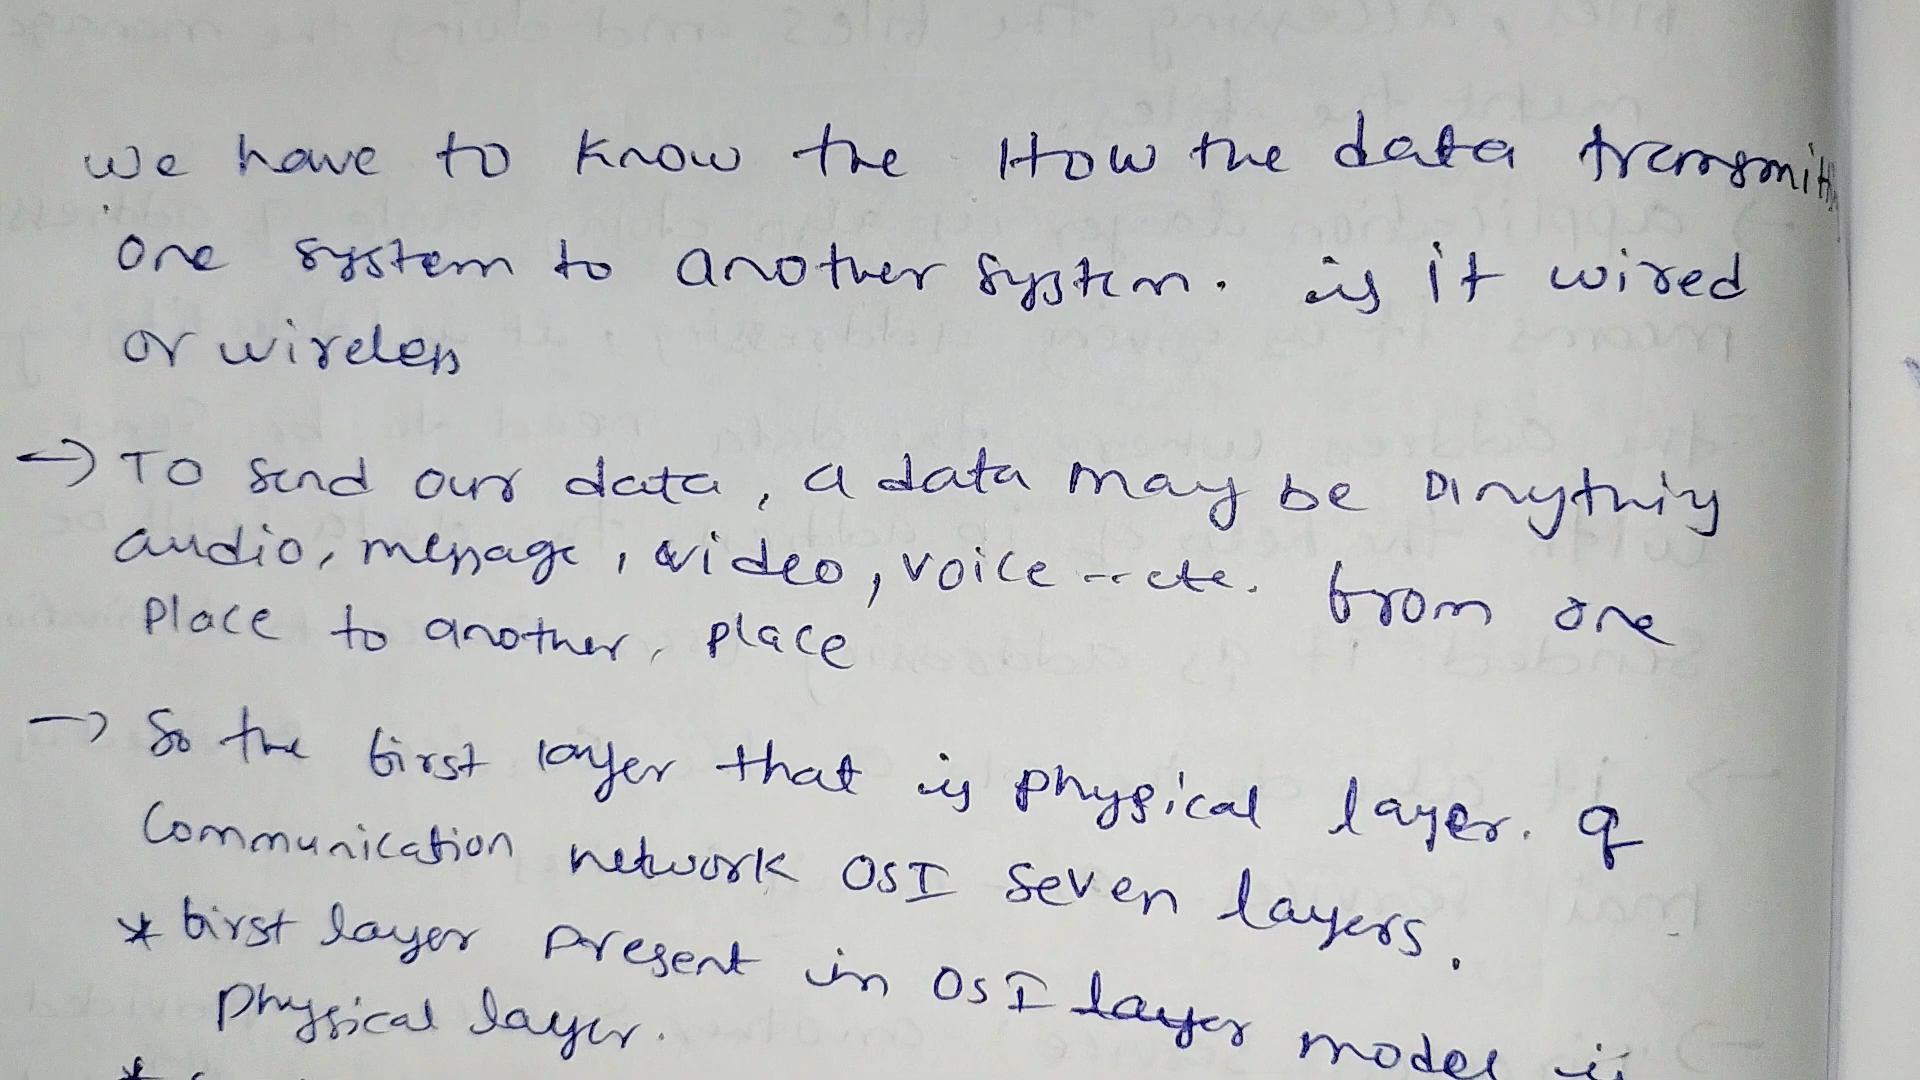 we have to know the How the data transmit
one system to another system. is it wired
or wireless
→ To send our data, a data may be anything
audio, message, video, voice --etc. from one
place to another, place
→ So the first layer that is physical layer. of
Communication network OSI seven layers.
* first layer present in OSI layer model is
physical layer.